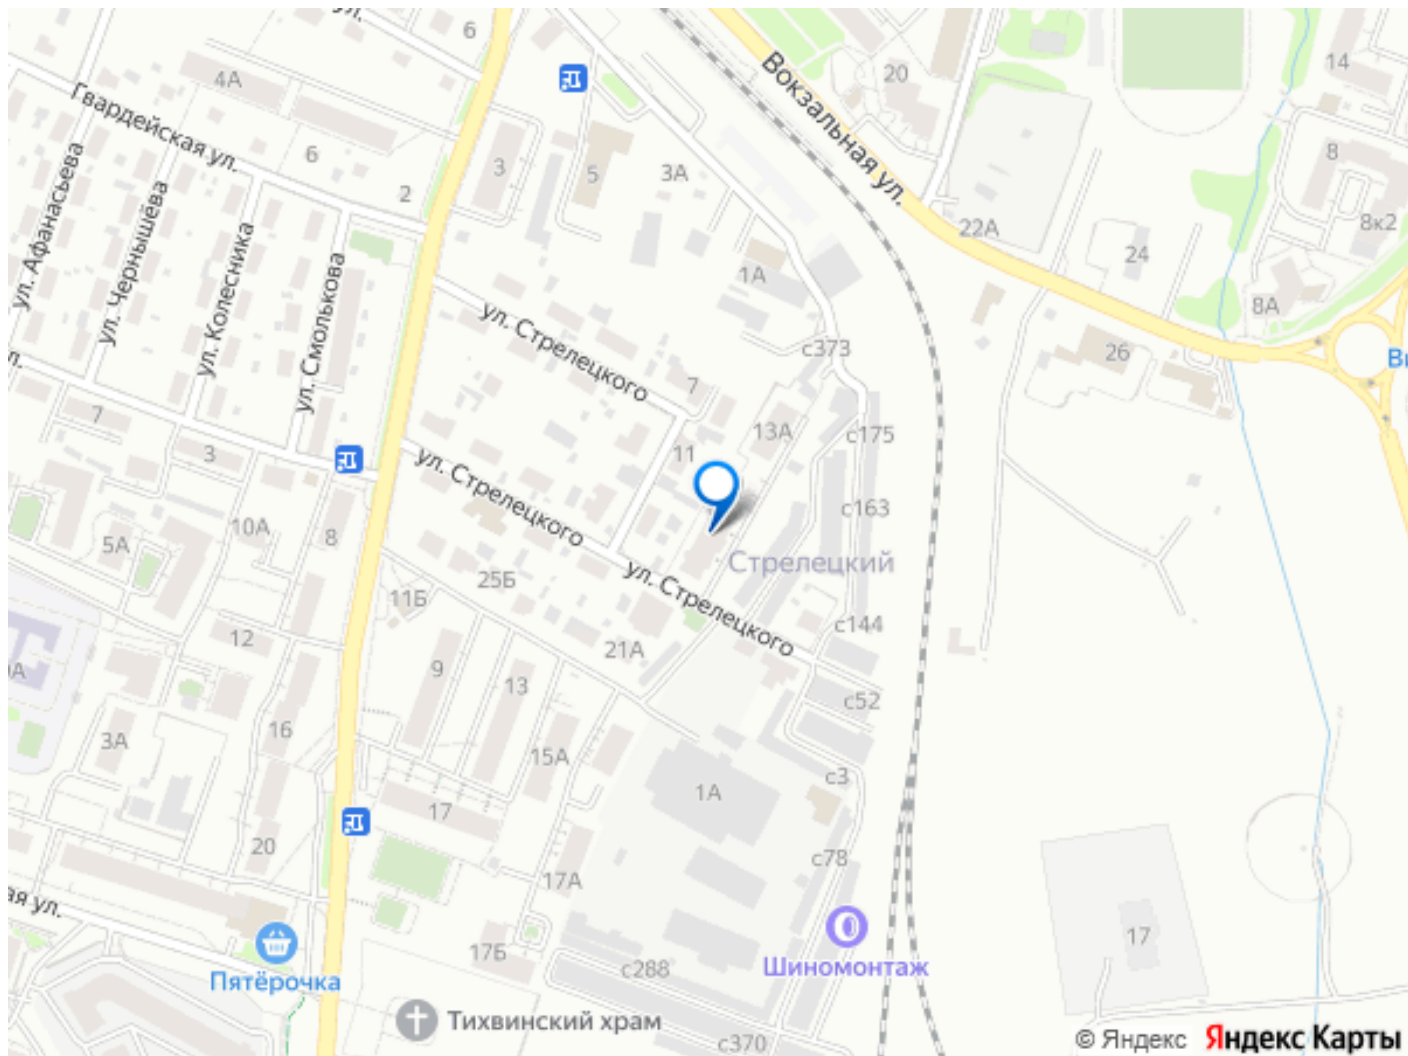 ул.
6
Вокзальная ул.
20
14
4А
Гвардейская ул.
6
3
5
3А
2
8
8к2
22А
24
1А
8А
ул. Афанасьева
ул. Чернышёва
ул. Колесника
ул. Смолькова
ул. Стрелецкого
с373
26
7
7
3
13А
с175
11
ул. Стрелецкого
с163
10А
8
5А
Стрелецкий
25Б
ул. Стрелецкого
11Б
с144
12
21А
9
13
с52
16
3А
15А
с3
1А
17
с78
20
17А
17
ая ул.
17Б
с288
Шиномонтаж
Пятёрочка
Тихвинский храм
с370
© Яндекс Яндекс Карты